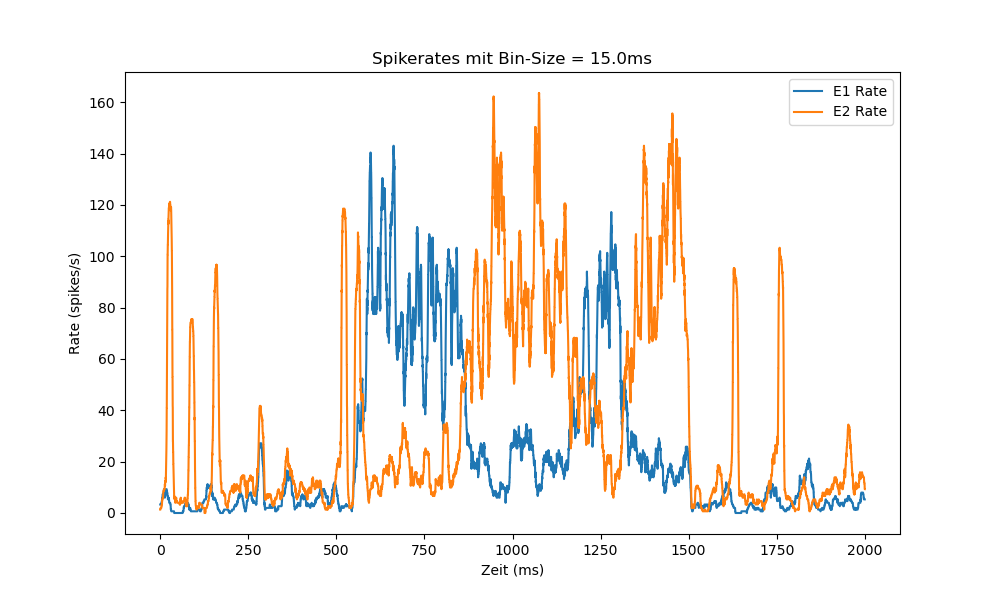 Spikerates mit Bin-Size = 15.0ms
E1 Rate
E2 Rate
160
140
120
100
80
60
40
20
0
Rate (spikes/s)
0 250 500 750 1000 1250 1500 1750 2000
Zeit (ms)